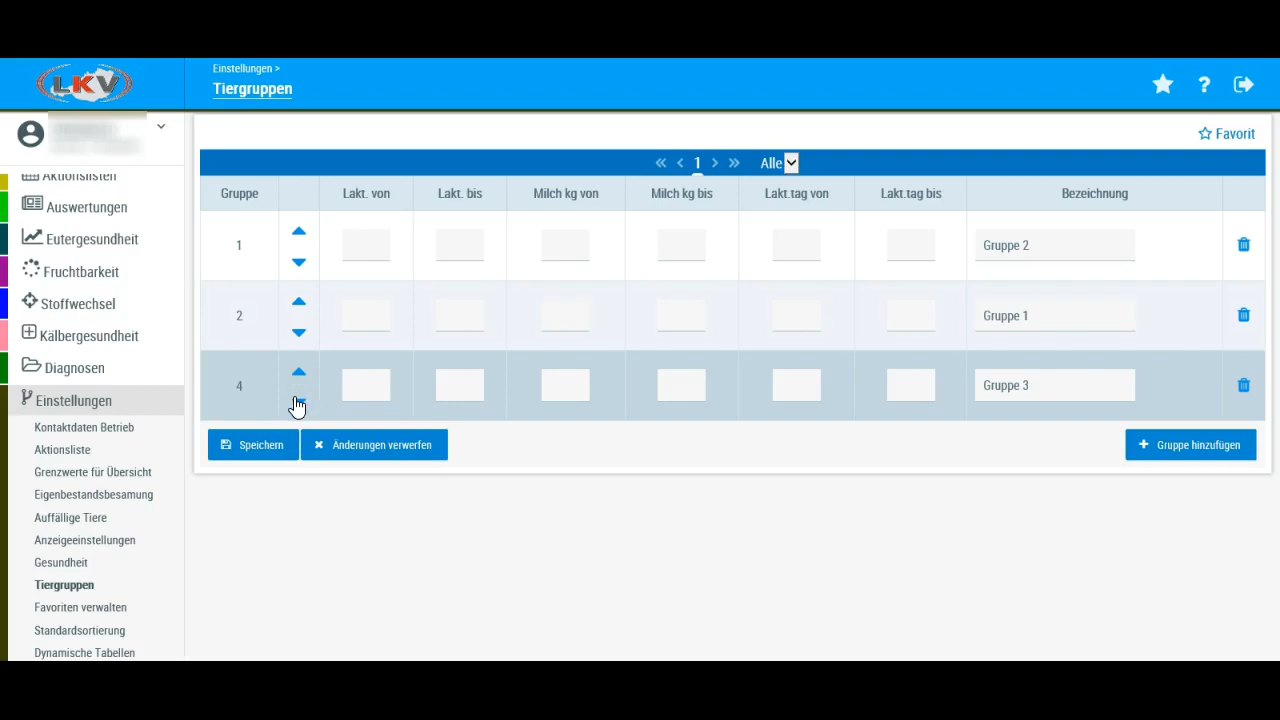 LKV
Einstellungen >
Tiergruppen
?
Favorit
Aktionslisten
Auswertungen
Eutergesundheit
Fruchtbarkeit
Stoffwechsel
Kälbergesundheit
Diagnosen
Einstellungen
Kontaktdaten Betrieb
Aktionsliste
Grenzwerte für Übersicht
Eigenbestandsbesamung
Auffällige Tiere
Anzeigeeinstellungen
Gesundheit
Tiergruppen
Favoriten verwalten
Standardsortierung
Dynamische Tabellen
« < 1 > » Alle
Gruppe Lakt. von Lakt. bis Milch kg von Milch kg bis Lakt.tag von Lakt.tag bis Bezeichnung
1 Gruppe 2
2 Gruppe 1
4 Gruppe 3
Speichern Änderungen verwerfen Gruppe hinzufügen